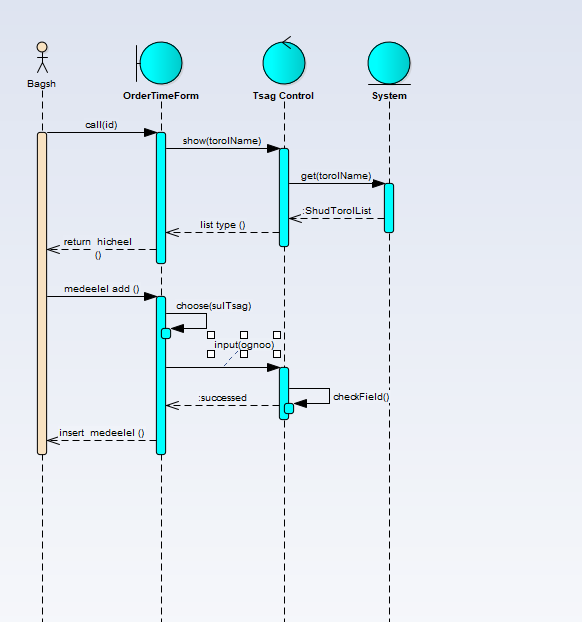 Bagsh
OrderTimeForm
Tsag Control
System
call(id)
show(torolName)
get(torolName)
:ShudTorolList
list type ()
return hicheel
()
medeelel add ()
choose(sulTsag)
input(ognoo)
checkField()
:successed
insert medeelel ()